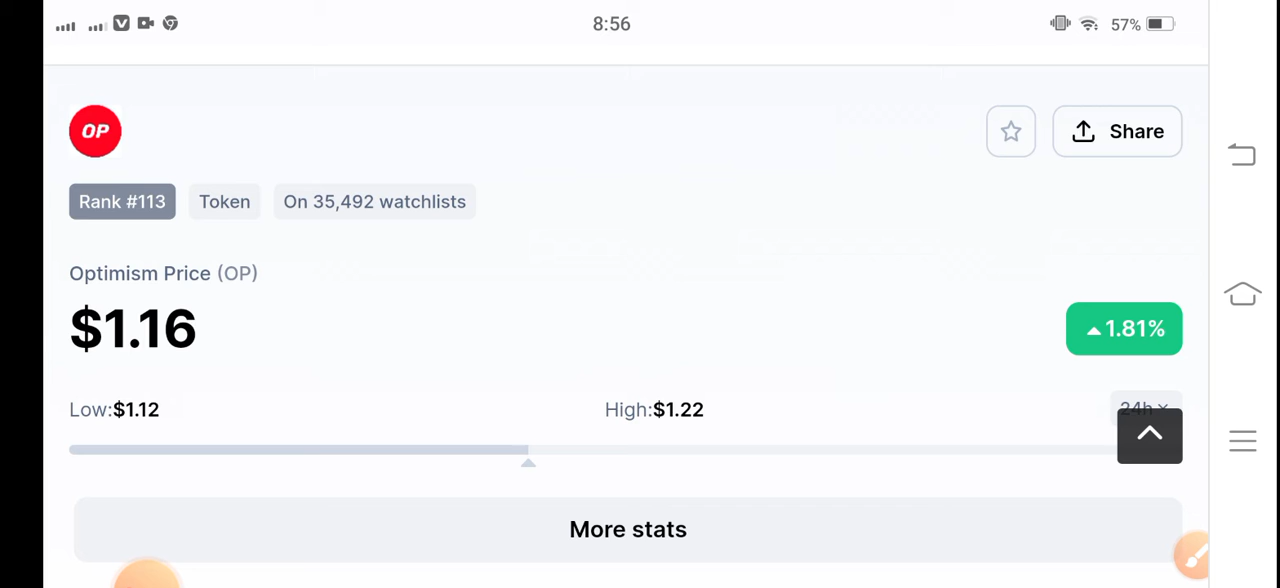 8:56
57%
OP
Share
Rank #113
Token
On 35,492 watchlists
Optimism Price (OP)
$1.16
1.81%
Low:$1.12
High:$1.22
24h
More stats